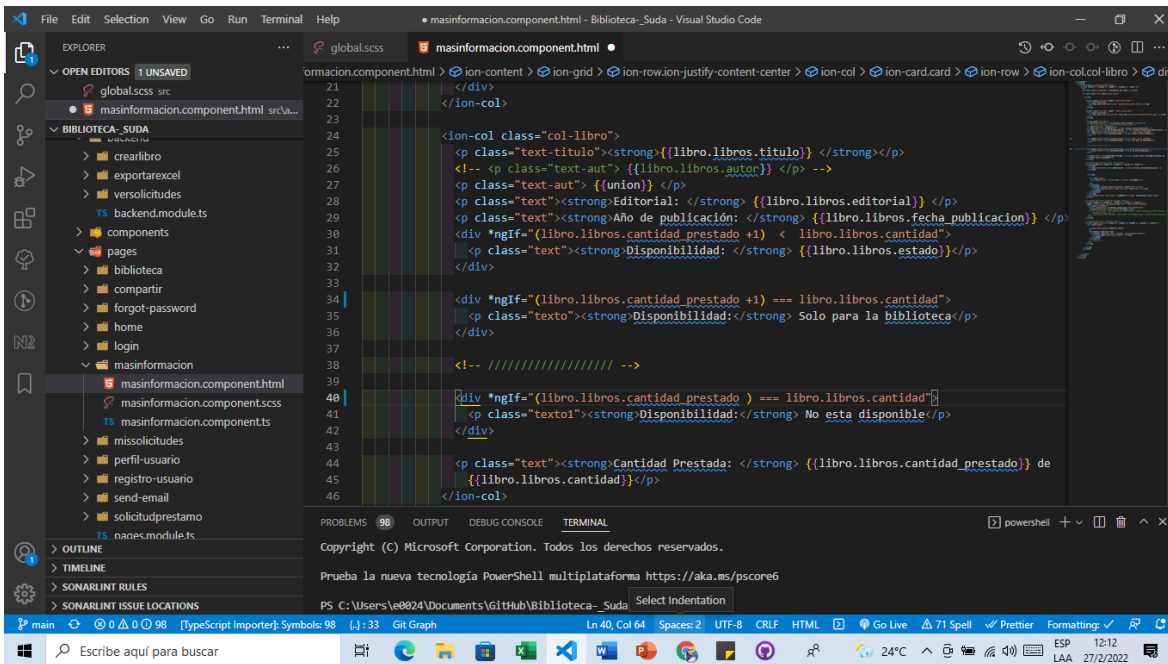 File Edit Selection View Go Run Terminal Help
● masinformacion.component.html - Biblioteca-_Suda - Visual Studio Code
EXPLORER
OPEN EDITORS 1 UNSAVED
global.scss src
masinformacion.component.html src\a...
BIBLIOTECA-_SUDA
backend
crearlibro
exportarexcel
versolicitudes
TS backend.module.ts
components
pages
biblioteca
compartir
forgot-password
home
login
masinformacion
masinformacion.component.html
masinformacion.component.scss
TS masinformacion.component.ts
missolicitudes
perfil-usuario
registro-usuario
send-email
solicitudprestamo
TS pages.module.ts
OUTLINE
TIMELINE
SONARLINT RULES
SONARLINT ISSUE LOCATIONS
global.scss
masinformacion.component.html ●
ormacion.component.html > ion-content > ion-grid > ion-row.ion-justify-content-center > ion-col > ion-card.card > ion-row > ion-col.col-libro > di
21 </div>
22 </ion-col>
23
24 <ion-col class="col-libro">
25 <p class="text-titulo"><strong>{{libro.libros.titulo}} </strong></p>
26 <!-- <p class="text-aut"> {{libro.libros.autor}} </p> -->
27 <p class="text-aut"> {{union}} </p>
28 <p class="text"><strong>Editorial: </strong> {{libro.libros.editorial}} </p>
29 <p class="text"><strong>Año de publicación: </strong> {{libro.libros.fecha_publicacion}} </p>
30 <div *ngIf="(libro.libros.cantidad_prestado +1) < libro.libros.cantidad">
31 <p class="text"><strong>Disponibilidad: </strong> {{libro.libros.estado}}</p>
32 </div>
33
34 <div *ngIf="(libro.libros.cantidad_prestado +1) === libro.libros.cantidad">
35 <p class="texto"><strong>Disponibilidad:</strong> Solo para la biblioteca</p>
36 </div>
37
38 <!-- //////////////////// -->
39
40 <div *ngIf="(libro.libros.cantidad_prestado ) === libro.libros.cantidad">
41 <p class="texto1"><strong>Disponibilidad:</strong> No esta disponible</p>
42 </div>
43
44 <p class="text"><strong>Cantidad Prestada: </strong> {{libro.libros.cantidad_prestado}} de
45 {{libro.libros.cantidad}}</p>
46 </ion-col>
PROBLEMS 98 OUTPUT DEBUG CONSOLE TERMINAL
powershell
Copyright (C) Microsoft Corporation. Todos los derechos reservados.
Prueba la nueva tecnología PowerShell multiplataforma https://aka.ms/pscore6
PS C:\Users\e0024\Documents\GitHub\Biblioteca-_Suda
Select Indentation
main 0 0 98 [TypeScript Importer]: Symbols: 98 {..} : 33 Git Graph
Ln 40, Col 64 Spaces: 2 UTF-8 CRLF HTML Go Live 71 Spell Prettier Formatting: ✓
Escribe aquí para buscar
24°C
ESP 12:12
LAA 27/2/2022